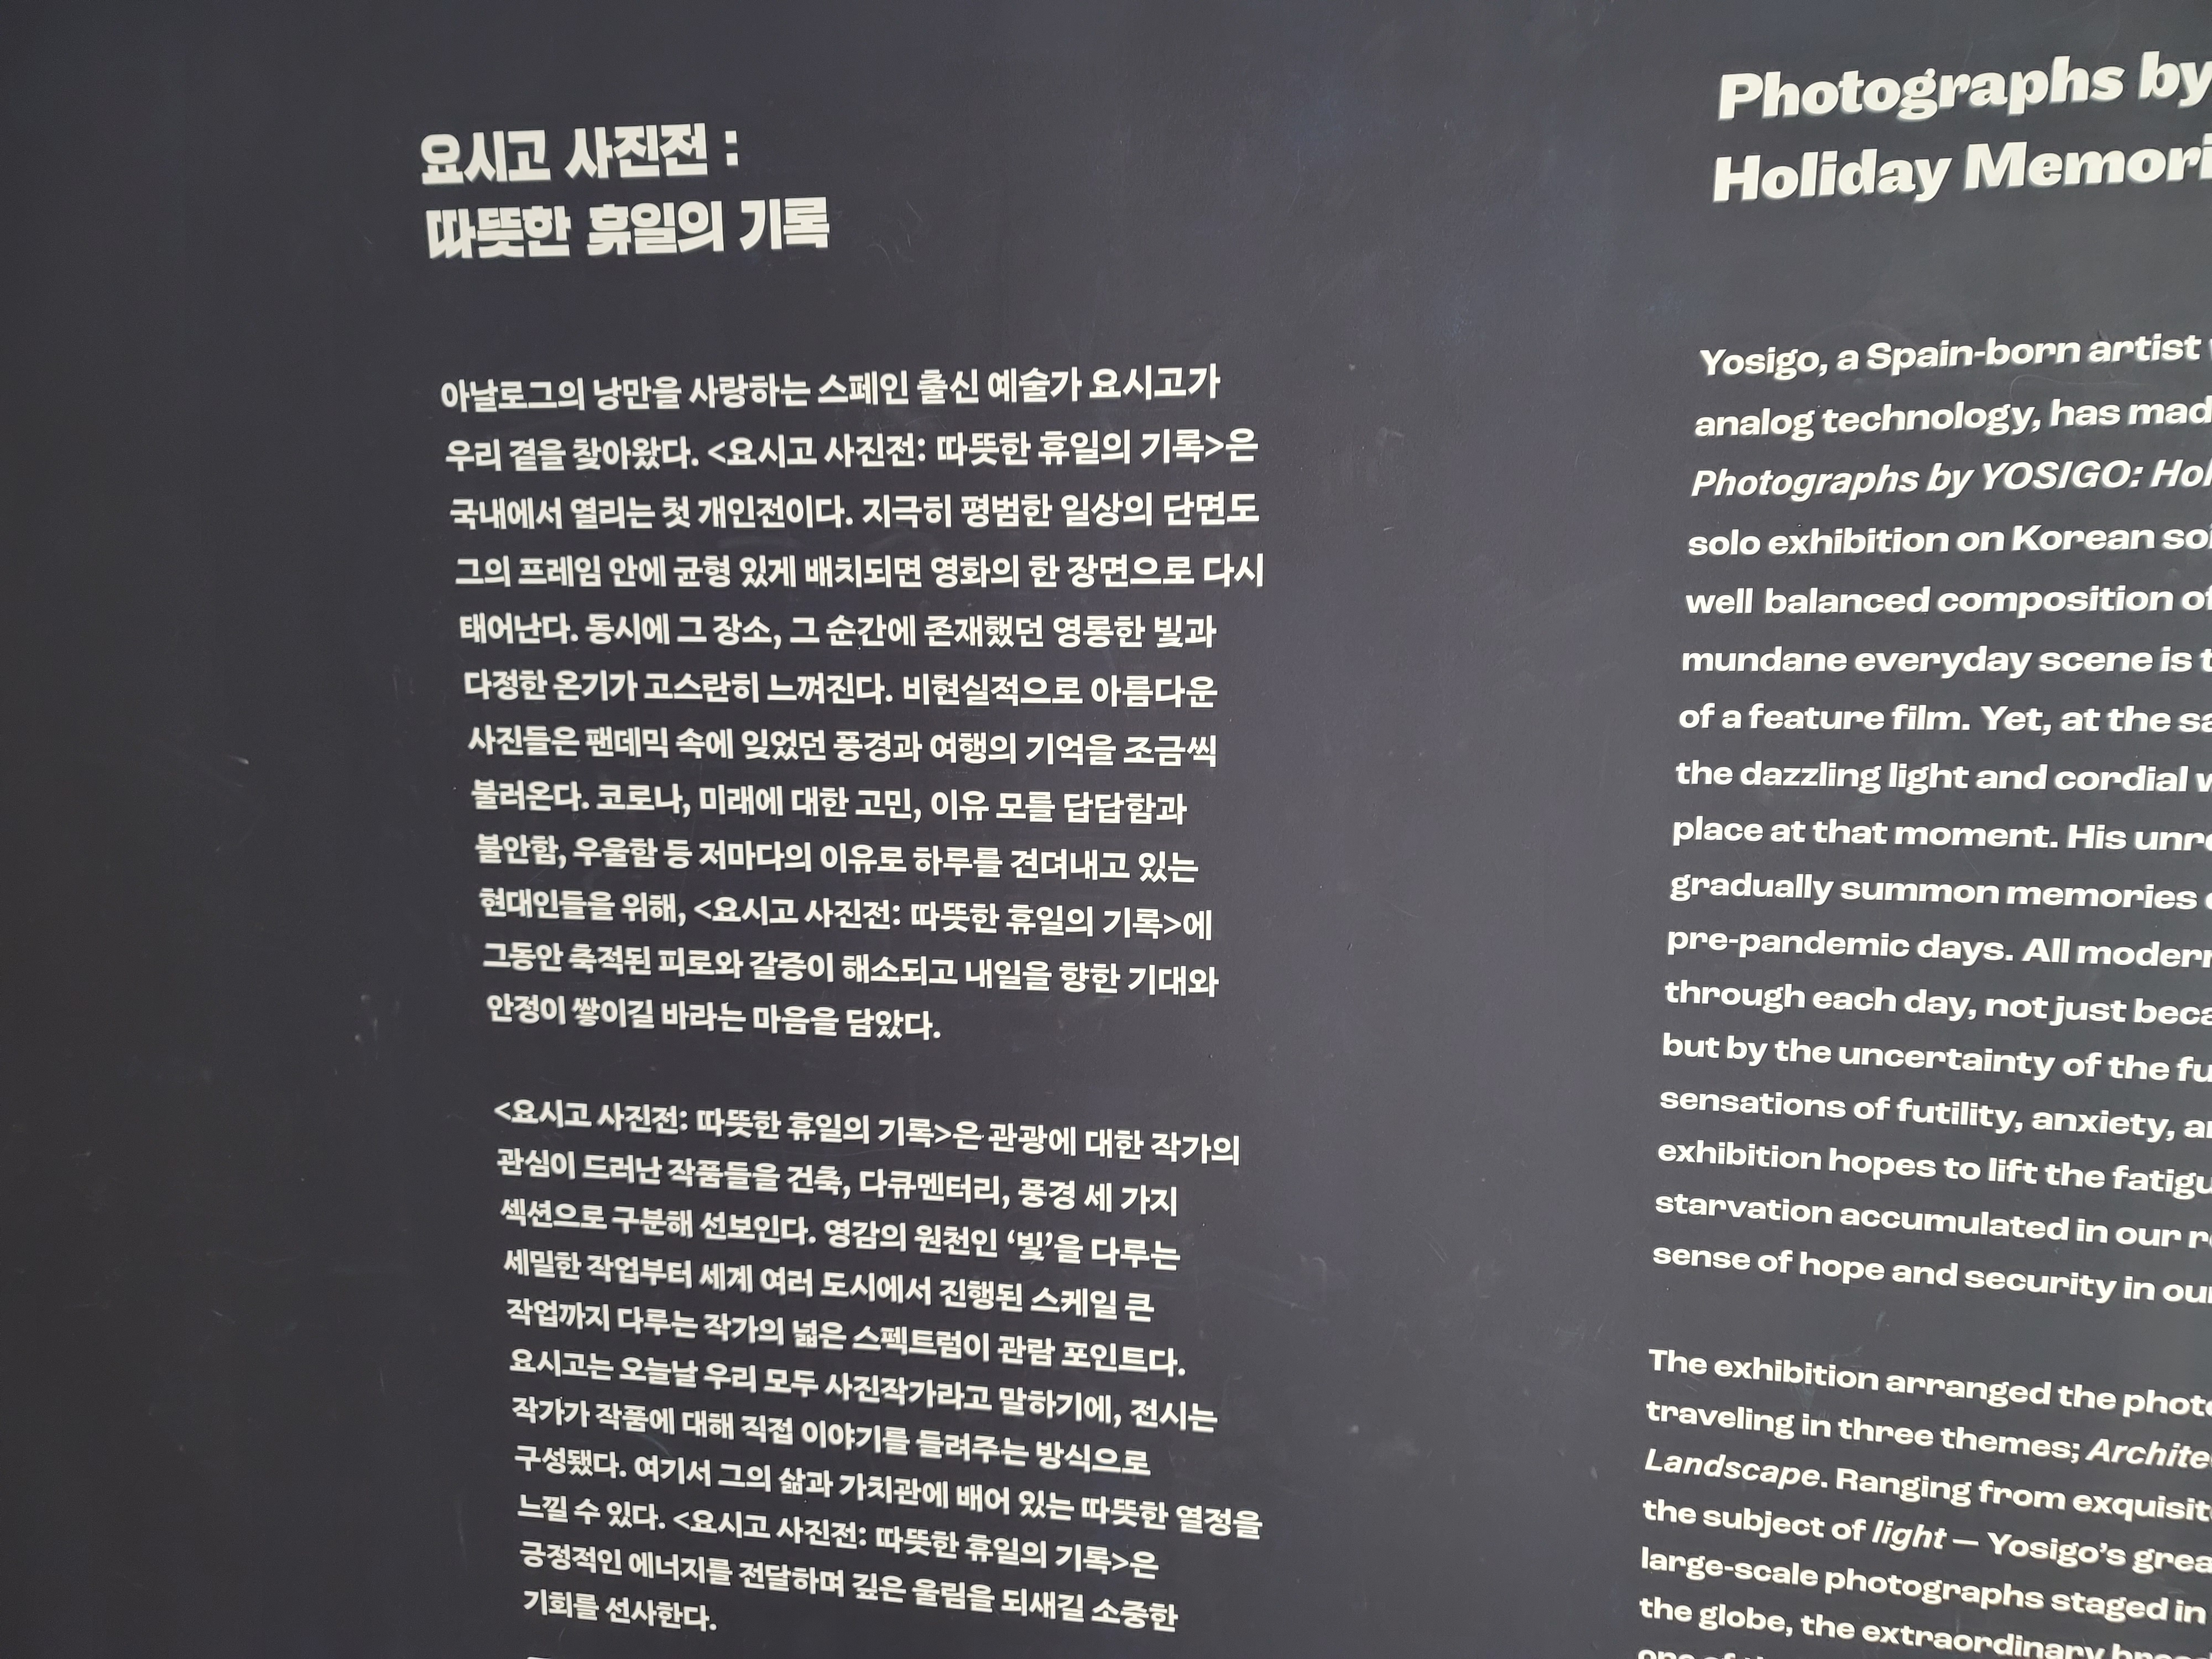 요시고 사진전 :
따뜻한 휴일의 기록
아날로그의 낭만을 사랑하는 스페인 출신 예술가 요시고가
우리 곁을 찾아왔다. <요시고 사진전: 따뜻한 휴일의 기록>은
국내에서 열리는 첫 개인전이다. 지극히 평범한 일상의 단면도
그의 프레임 안에 균형 있게 배치되면 영화의 한 장면으로 다시
태어난다. 동시에 그 장소, 그 순간에 존재했던 영롱한 빛과
다정한 온기가 고스란히 느껴진다. 비현실적으로 아름다운
사진들은 팬데믹 속에 잊었던 풍경과 여행의 기억을 조금씩
불러온다. 코로나, 미래에 대한 고민, 이유 모를 답답함과
불안함, 우울함 등 저마다의 이유로 하루를 견뎌내고 있는
현대인들을 위해, <요시고 사진전: 따뜻한 휴일의 기록>에
그동안 축적된 피로와 갈증이 해소되고 내일을 향한 기대와
안정이 쌓이길 바라는 마음을 담았다.
<요시고 사진전: 따뜻한 휴일의 기록>은 관광에 대한 작가의
관심이 드러난 작품들을 건축, 다큐멘터리, 풍경 세 가지
섹션으로 구분해 선보인다. 영감의 원천인 ‘빛’을 다루는
세밀한 작업부터 세계 여러 도시에서 진행된 스케일 큰
작업까지 다루는 작가의 넓은 스펙트럼이 관람 포인트다.
요시고는 오늘날 우리 모두 사진작가라고 말하기에, 전시는
작가가 작품에 대해 직접 이야기를 들려주는 방식으로
구성됐다. 여기서 그의 삶과 가치관에 배어 있는 따뜻한 열정을
느낄 수 있다. <요시고 사진전: 따뜻한 휴일의 기록>은
긍정적인 에너지를 전달하며 깊은 울림을 되새길 소중한
기회를 선사한다.
Photographs by
Holiday Memori
Yosigo, a Spain-born artist
analog technology, has mad
Photographs by YOSIGO: Hol
solo exhibition on Korean soi
well balanced composition of
mundane everyday scene is t
of a feature film. Yet, at the sa
the dazzling light and cordial w
place at that moment. His unre
gradually summon memories
pre-pandemic days. All modern
through each day, not just beca
but by the uncertainty of the fu
sensations of futility, anxiety, an
exhibition hopes to lift the fatigu
starvation accumulated in our r
sense of hope and security in our
The exhibition arranged the photo
traveling in three themes; Archite
Landscape. Ranging from exquisite
the subject of light — Yosigo’s grea
large-scale photographs staged in
the globe, the extraordinary